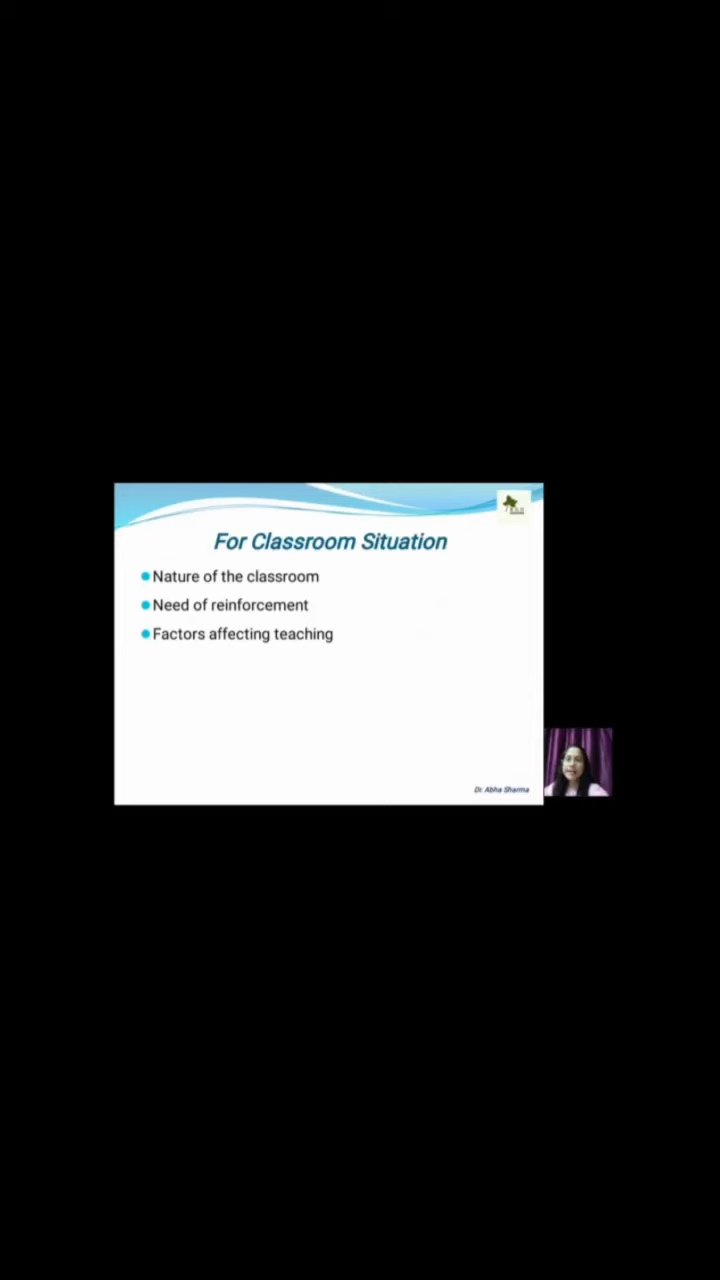 For Classroom Situation
Nature of the classroom
Need of reinforcement
Factors affecting teaching
Dr. Abha Sharma